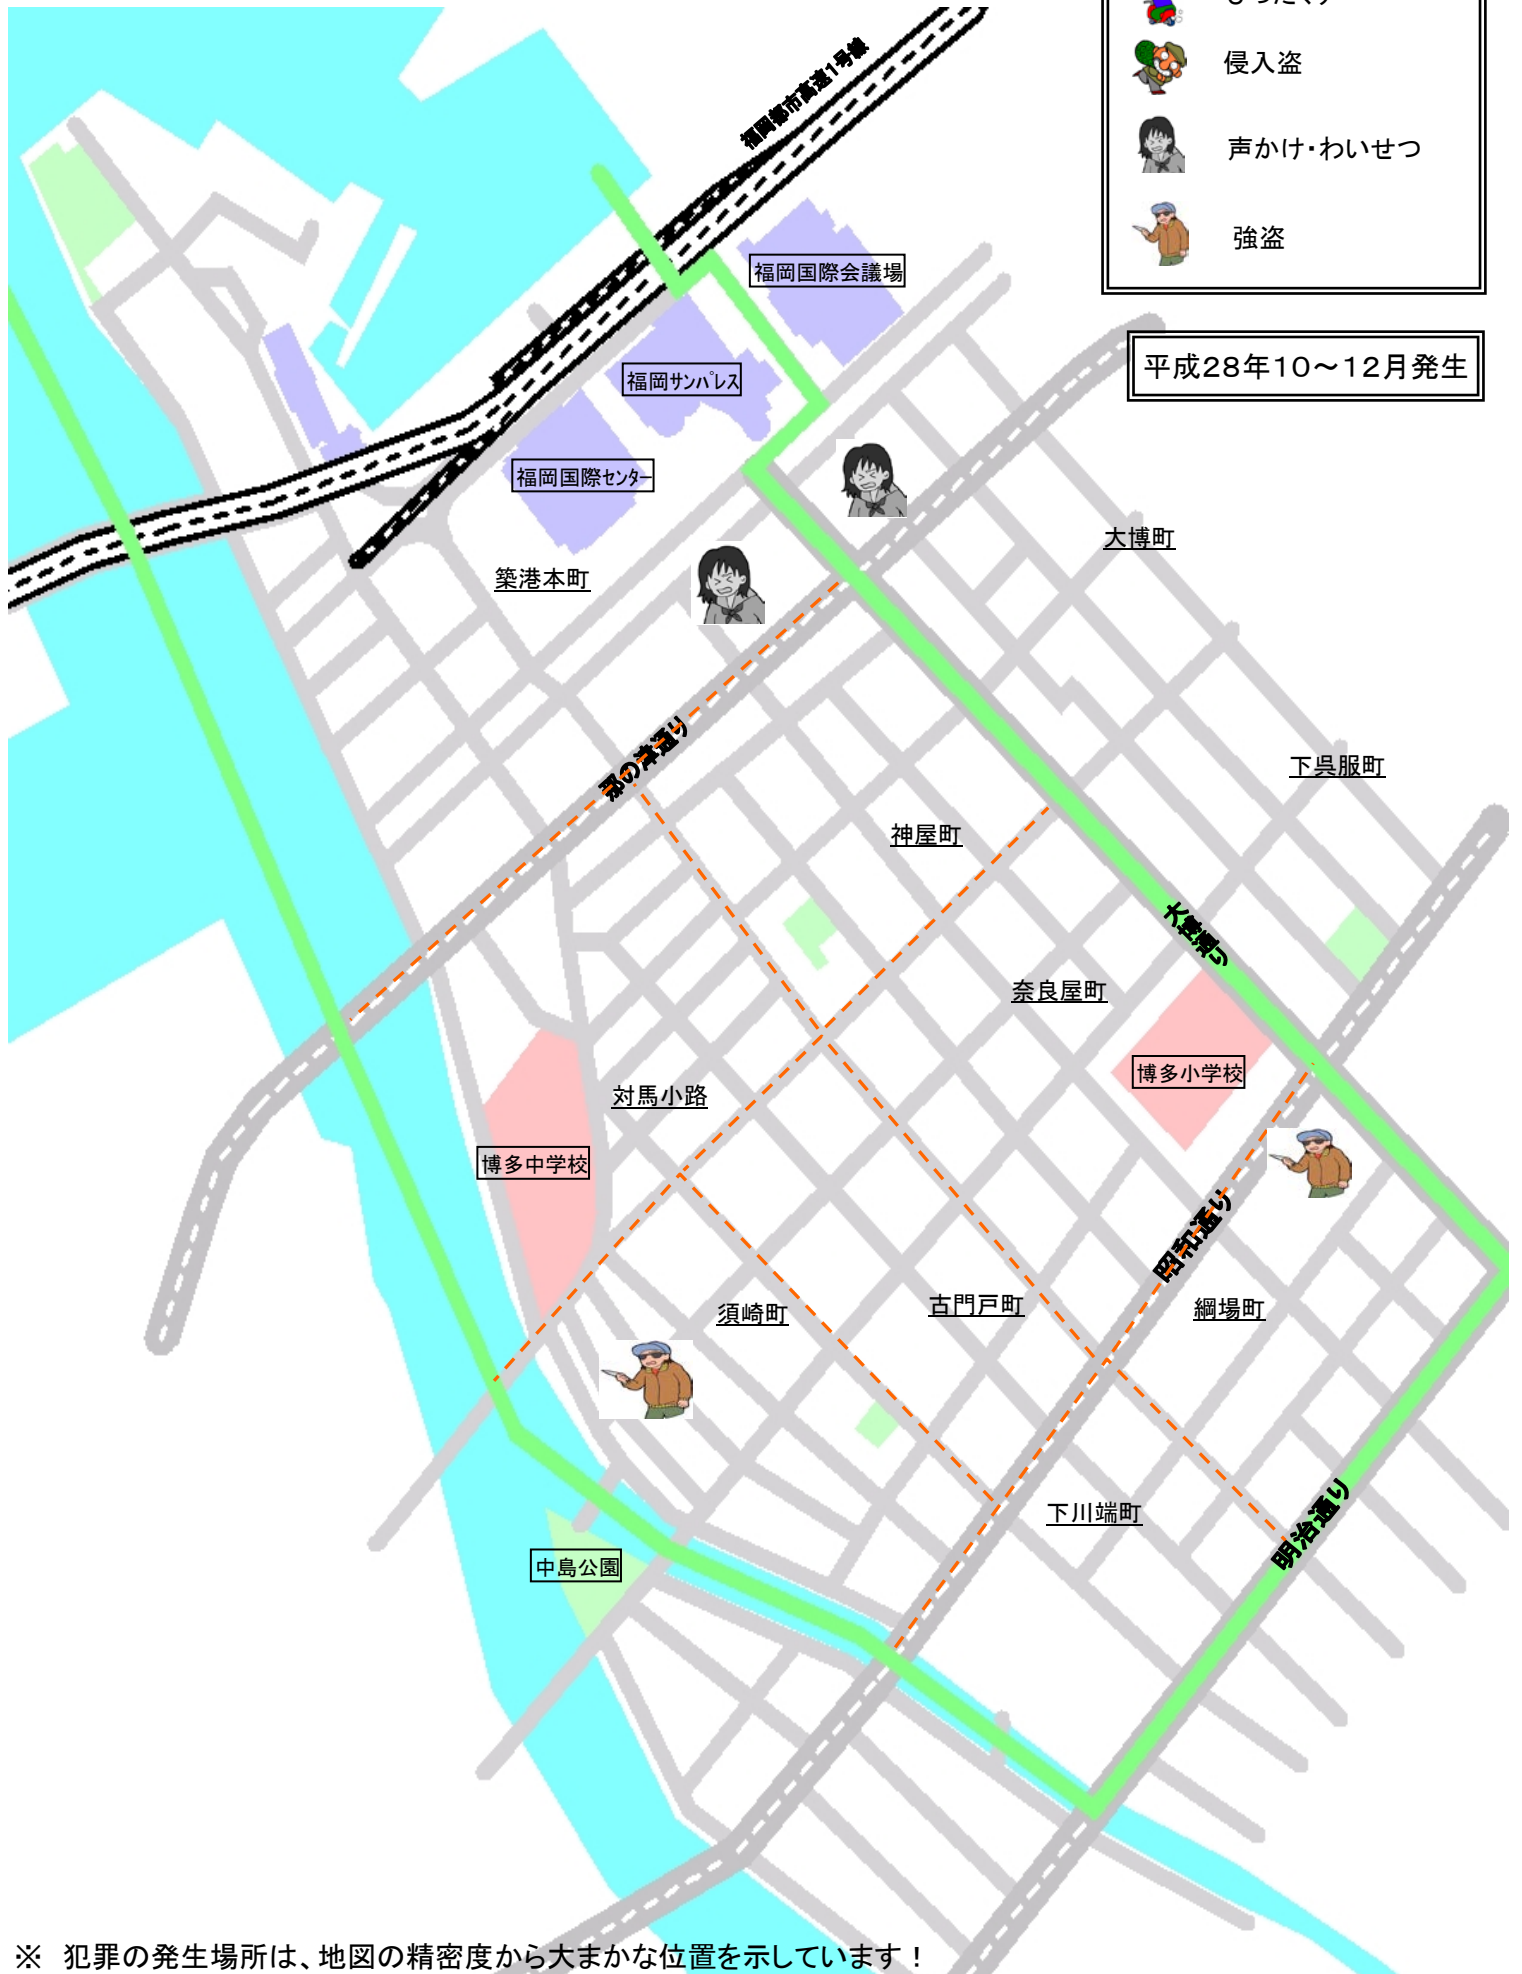 侵入盗
声かけ・わいせつ
強盗
平成28年10～12月発生
福岡都市高速1号線
福岡国際会議場
福岡サンパレス
福岡国際センター
大博町
築港本町
那の津通り
下呉服町
神屋町
大博通り
奈良屋町
博多小学校
対馬小路
博多中学校
昭和通り
須崎町
古門戸町
綱場町
下川端町
明治通り
中島公園
※ 犯罪の発生場所は、地図の精密度から大まかな位置を示しています！